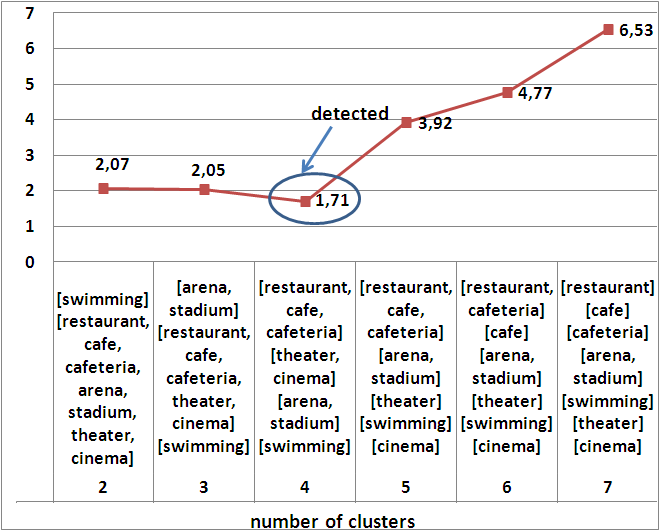 7
6
5
4
3
2
1
0
2,07
2,05
1,71
3,92
4,77
6,53
detected
[swimming]
[restaurant,
cafe,
cafeteria,
arena,
stadium,
theater,
cinema]
2
[arena,
stadium]
[restaurant,
cafe,
cafeteria,
theater,
cinema]
[swimming]
3
[restaurant,
cafe,
cafeteria]
[theater,
cinema]
[arena,
stadium]
[swimming]
4
[restaurant,
cafe,
cafeteria]
[arena,
stadium]
[theater]
[swimming]
[cinema]
5
[restaurant,
cafeteria]
[cafe]
[arena,
stadium]
[theater]
[swimming]
[cinema]
6
[restaurant]
[cafe]
[cafeteria]
[arena,
stadium]
[swimming]
[theater]
[cinema]
7
number of clusters